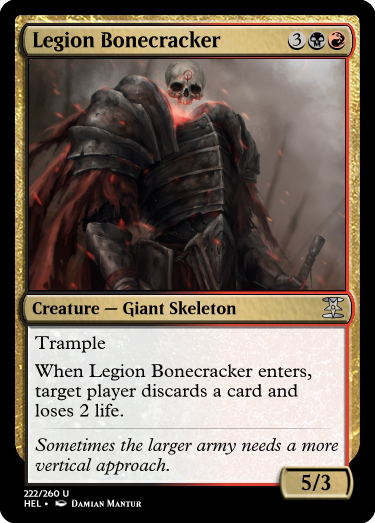 Legion Bonecracker 3
Creature — Giant Skeleton
Trample
When Legion Bonecracker enters,
target player discards a card and
loses 2 life.
Sometimes the larger army needs a more
vertical approach.
5/3
222/260 U
HEL • Damian Mantur